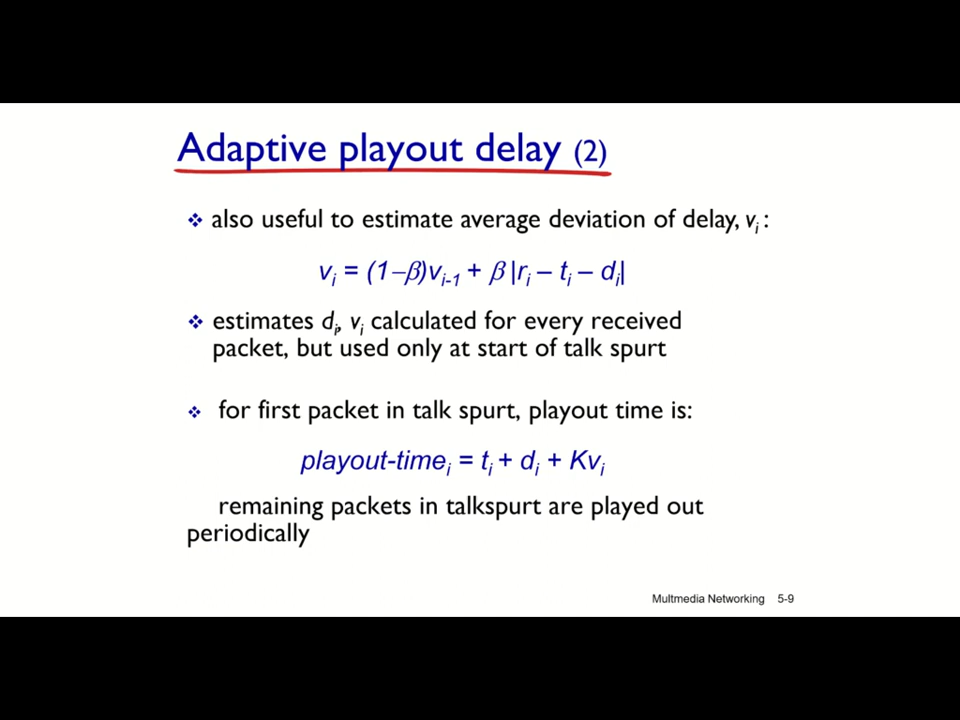 Adaptive playout delay (2)
❖ also useful to estimate average deviation of delay, vᵢ :
vᵢ = (1−β)vᵢ₋₁ + β |rᵢ – tᵢ – dᵢ|
❖ estimates dᵢ, vᵢ calculated for every received
packet, but used only at start of talk spurt
❖ for first packet in talk spurt, playout time is:
playout-timeᵢ = tᵢ + dᵢ + Kvᵢ
remaining packets in talkspurt are played out
periodically
Multmedia Networking 5-9